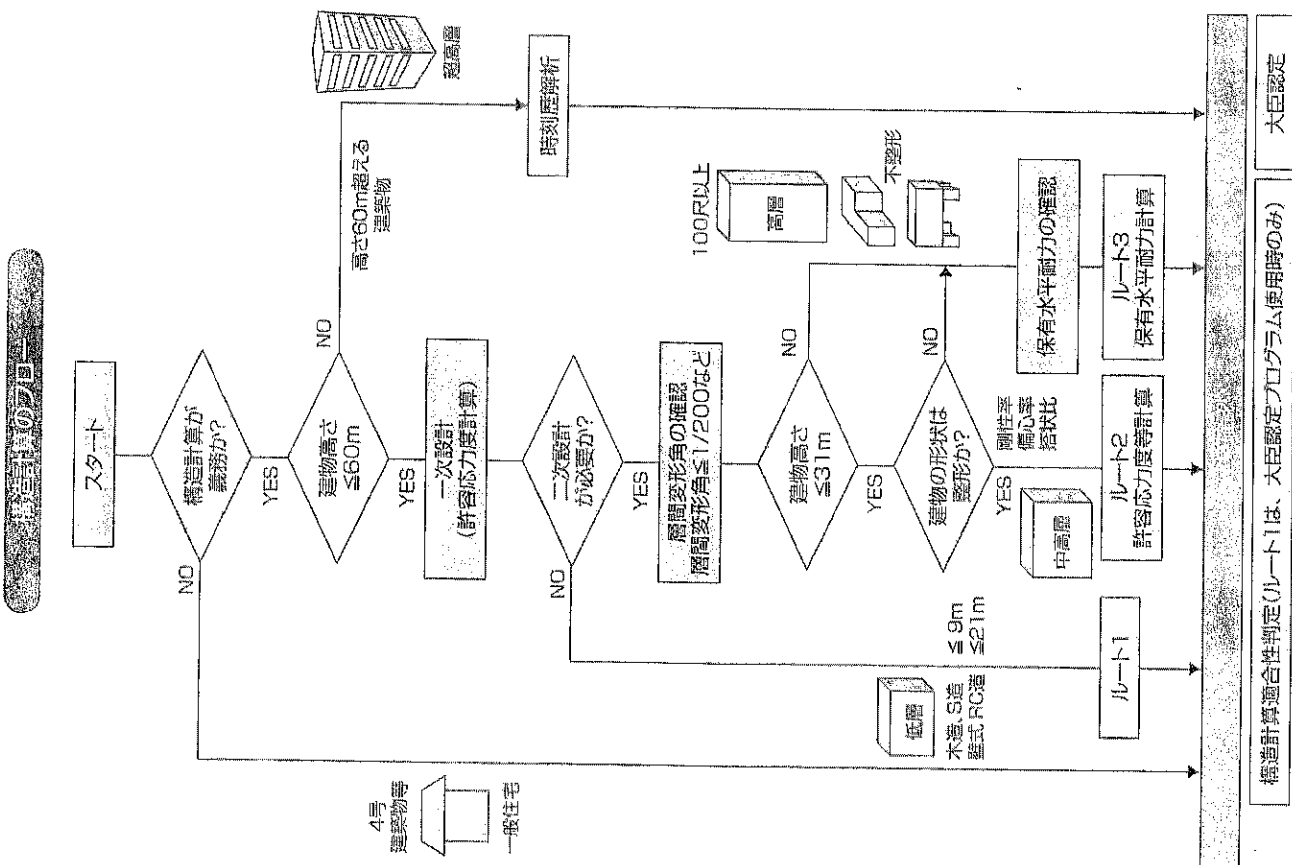 のフロー
スタート
構造計算が
義務か?
NO
YES
4号
建築物等
一般住宅
建物高さ
≦60m
NO
高さ60m超える
建築物
超高層
時刻歴解析
YES
一次設計
(許容応力度計算)
二次設計
が必要か?
NO
低層
木造、S造 ≦9m
壁式RC造 ≦21m
ルート1
YES
層間変形角の確認
層間変形角≦1/200など
建物高さ
≦31m
NO
100尺以上
高層
不整形
YES
建物の形状は
整形か?
NO
保有水平耐力の確認
ルート3
保有水平耐力計算
YES
剛性率
偏心率
塔状比
中高層
ルート2
許容応力度等計算
構造計算適合性判定(ルート1は、大臣認定プログラム使用時のみ)
大臣認定